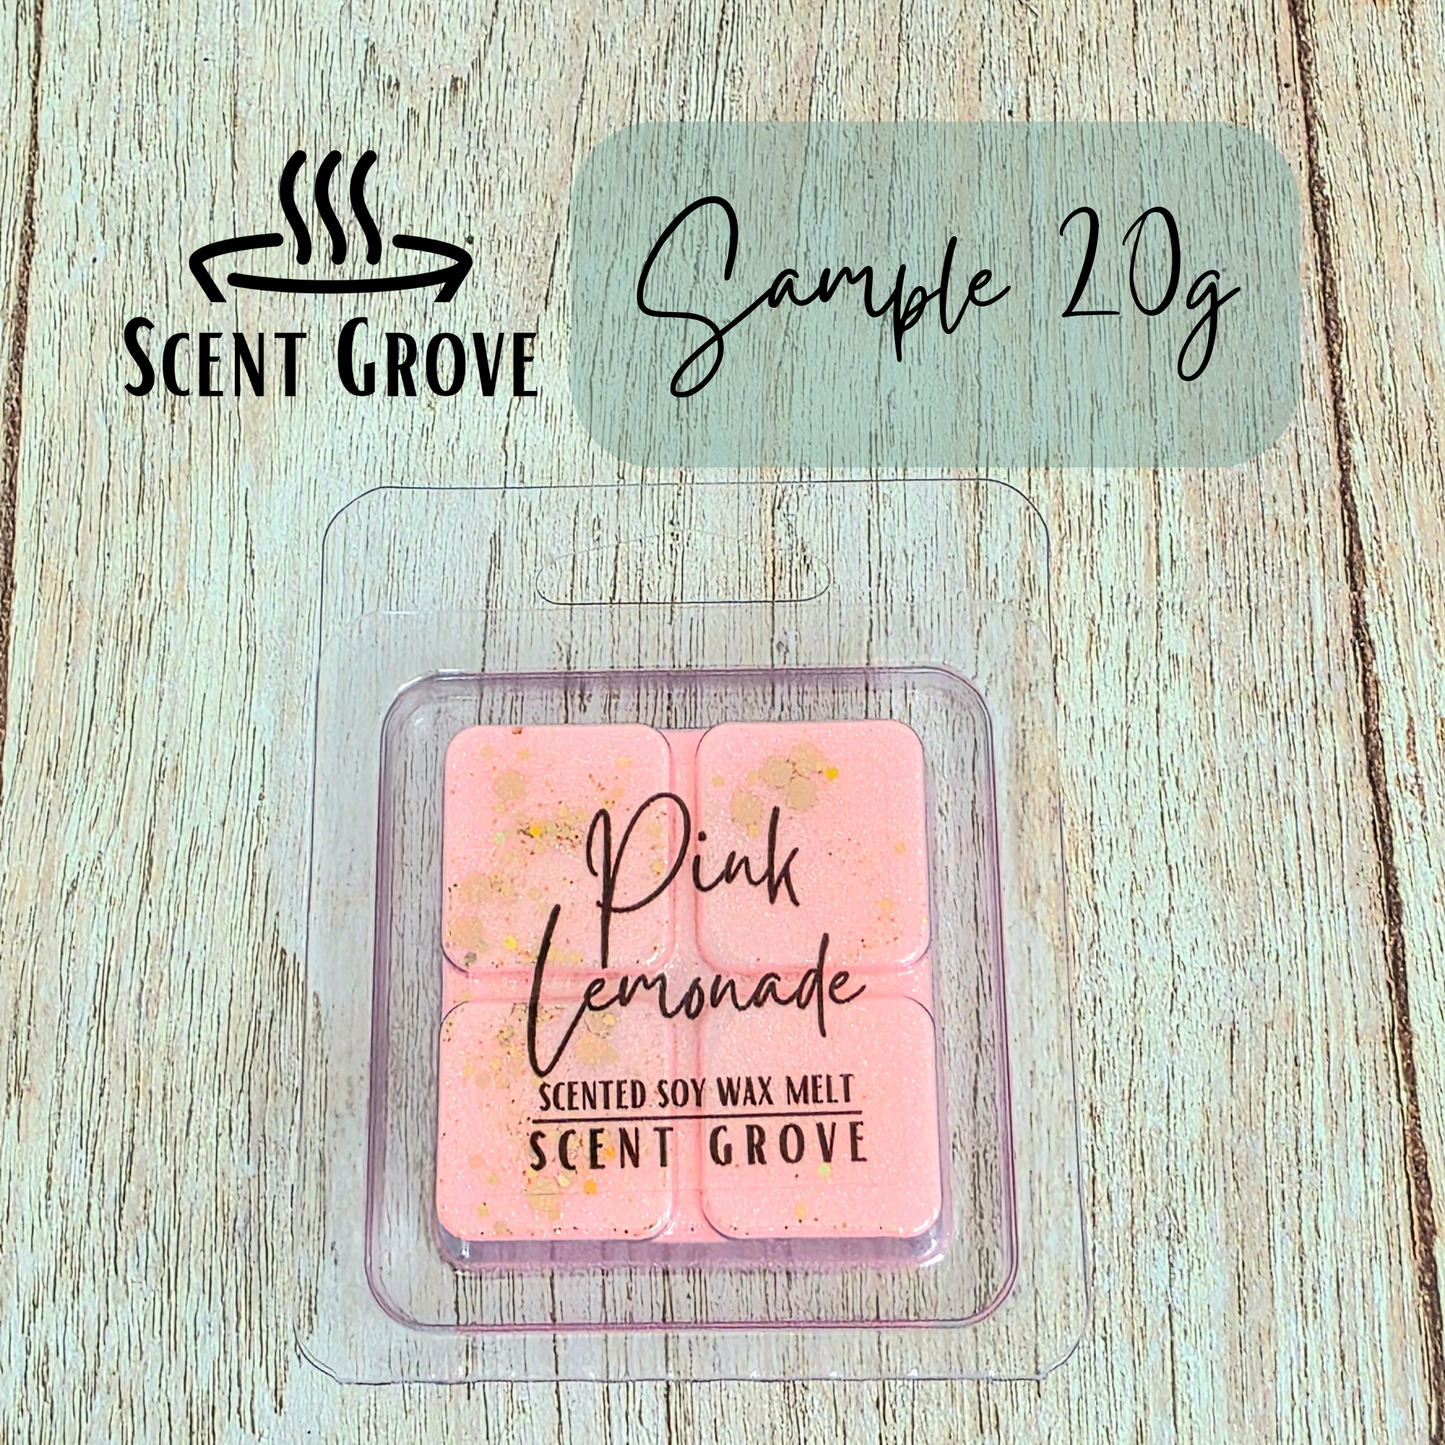 SCENT GROVE
Sample 20g
Pink
Lemonade
SCENTED SOY WAX MELT
SCENT GROVE